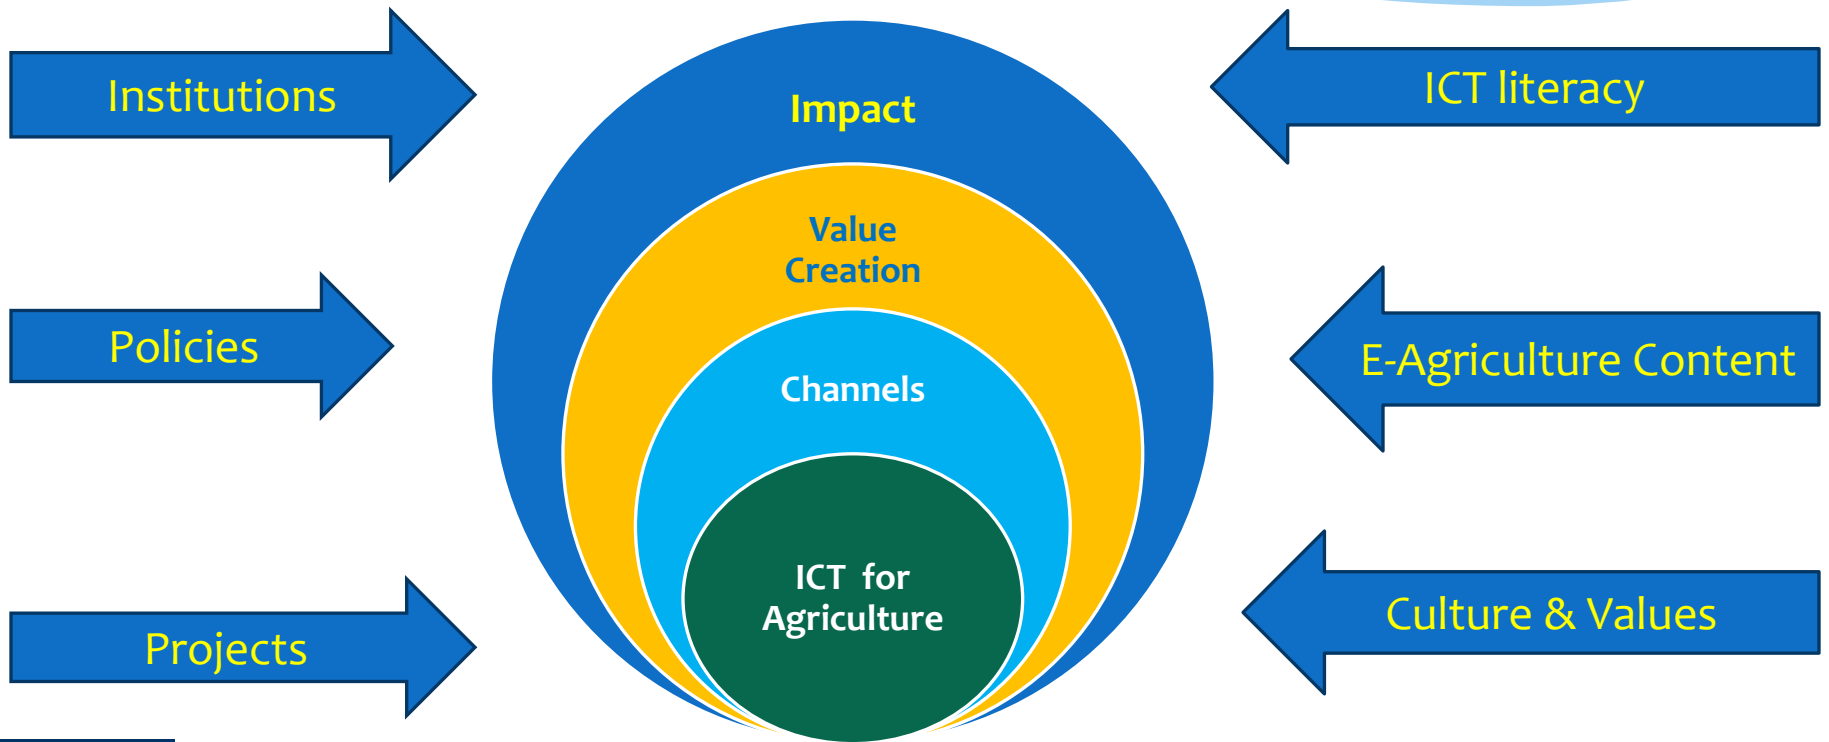 Institutions
Policies
Projects
Impact
Value
Creation
Channels
ICT for
Agriculture
ICT literacy
E-Agriculture Content
Culture & Values